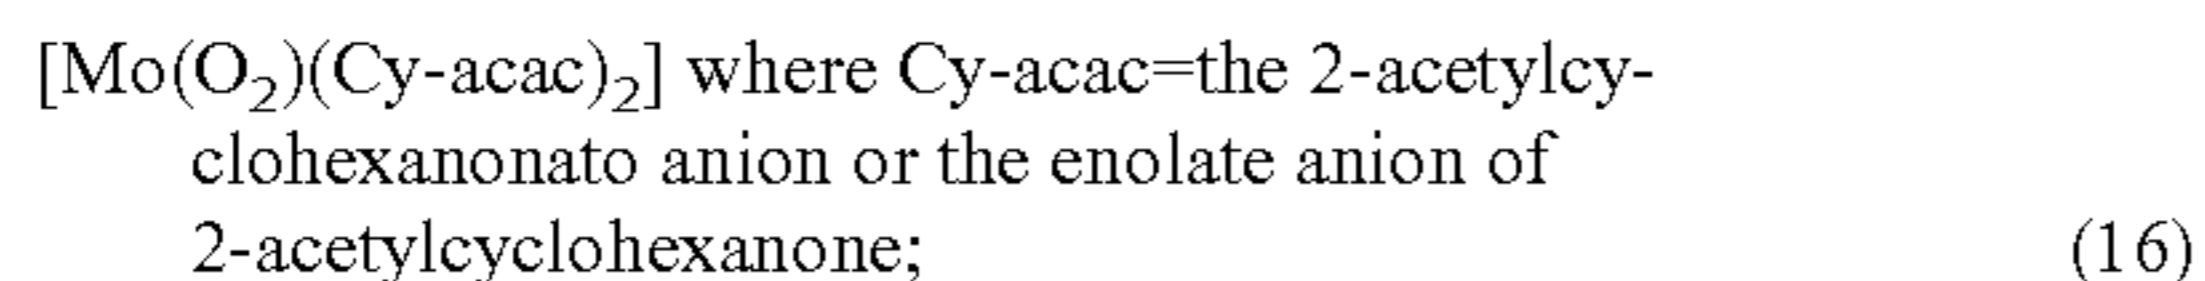 [Mo(O₂)(Cy-acac)₂] where Cy-acac=the 2-acetylcy-
clohexanonato anion or the enolate anion of
2-acetylcyclohexanone; (16)